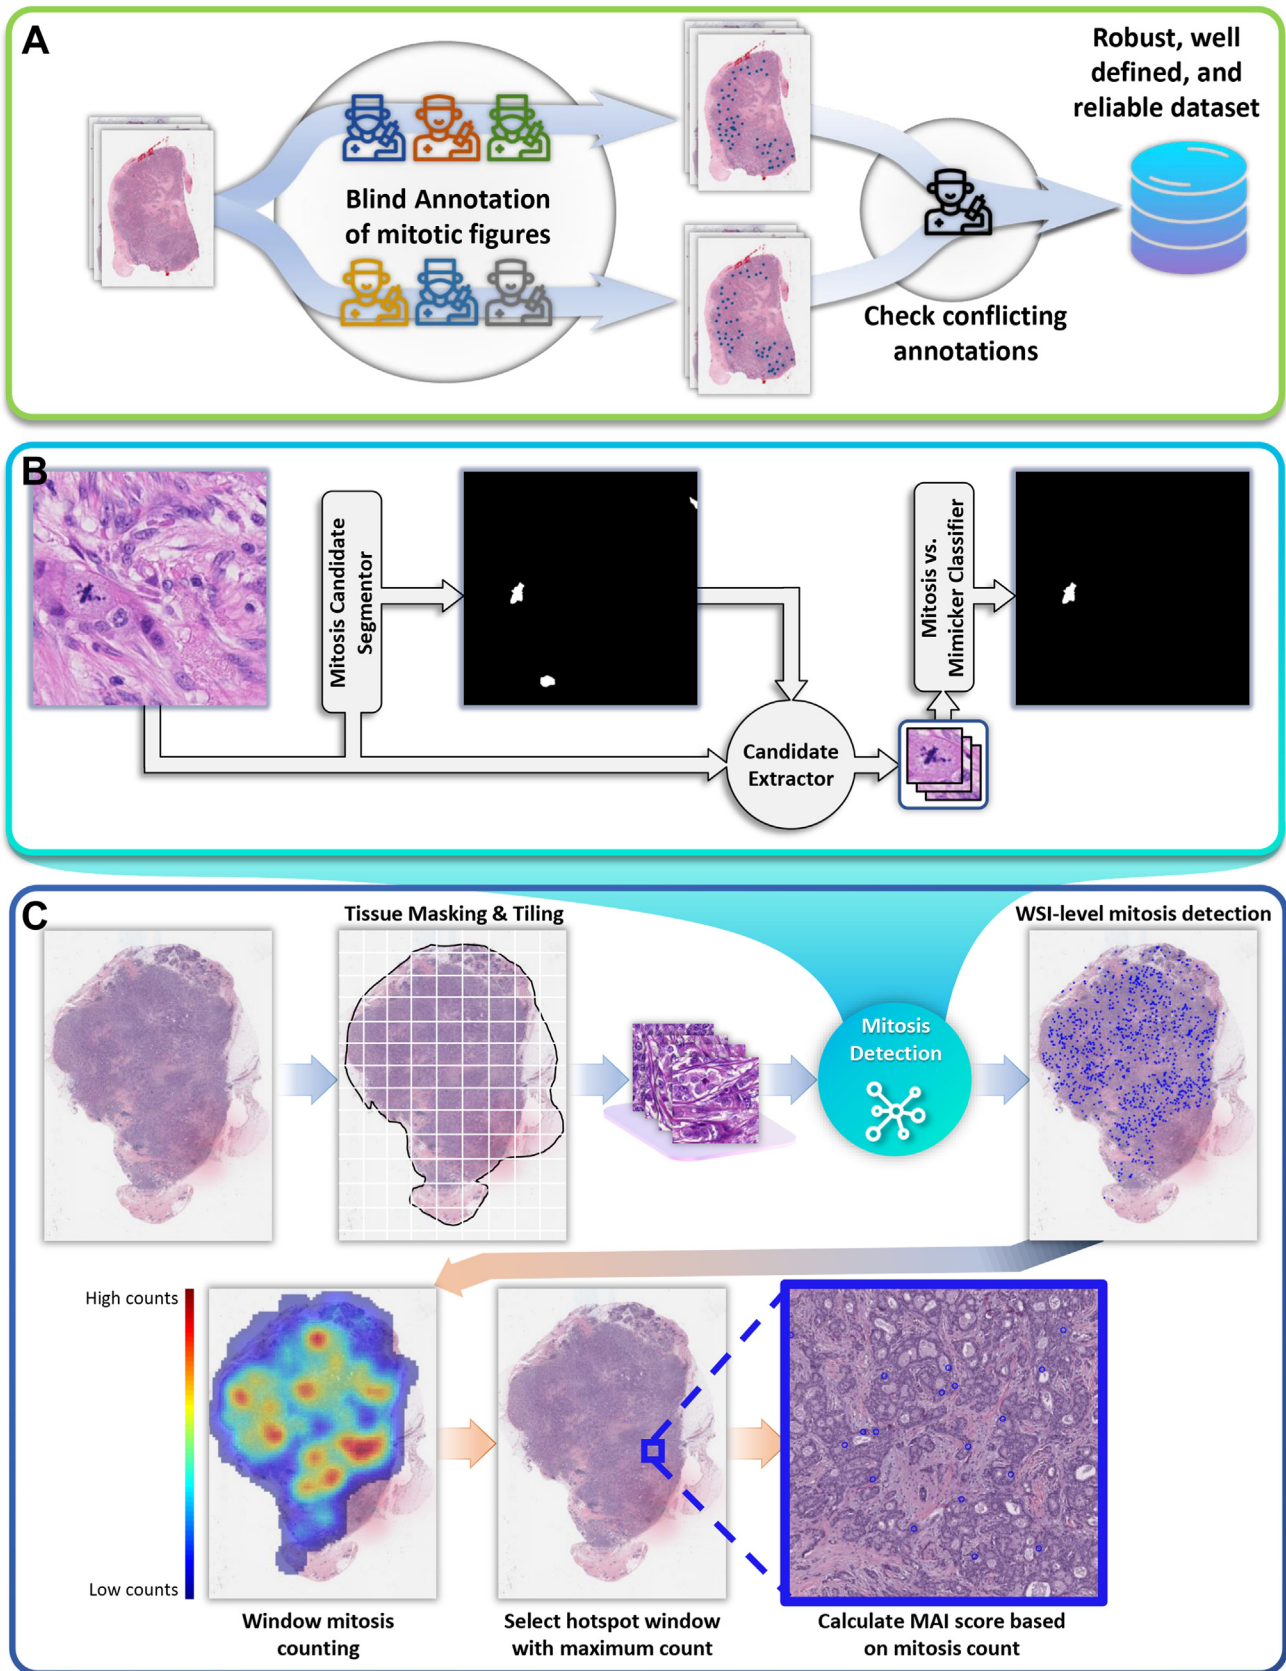 A
Robust, well
defined, and
reliable dataset
Blind Annotation
of mitotic figures
Check conflicting
annotations
B
Mitosis Candidate
Segmentor
Mitosis vs.
Mimicker Classifier
Candidate
Extractor
C
Tissue Masking & Tiling
WSI-level mitosis detection
Mitosis
Detection
High counts
Low counts
Window mitosis
counting
Select hotspot window
with maximum count
Calculate MAI score based
on mitosis count